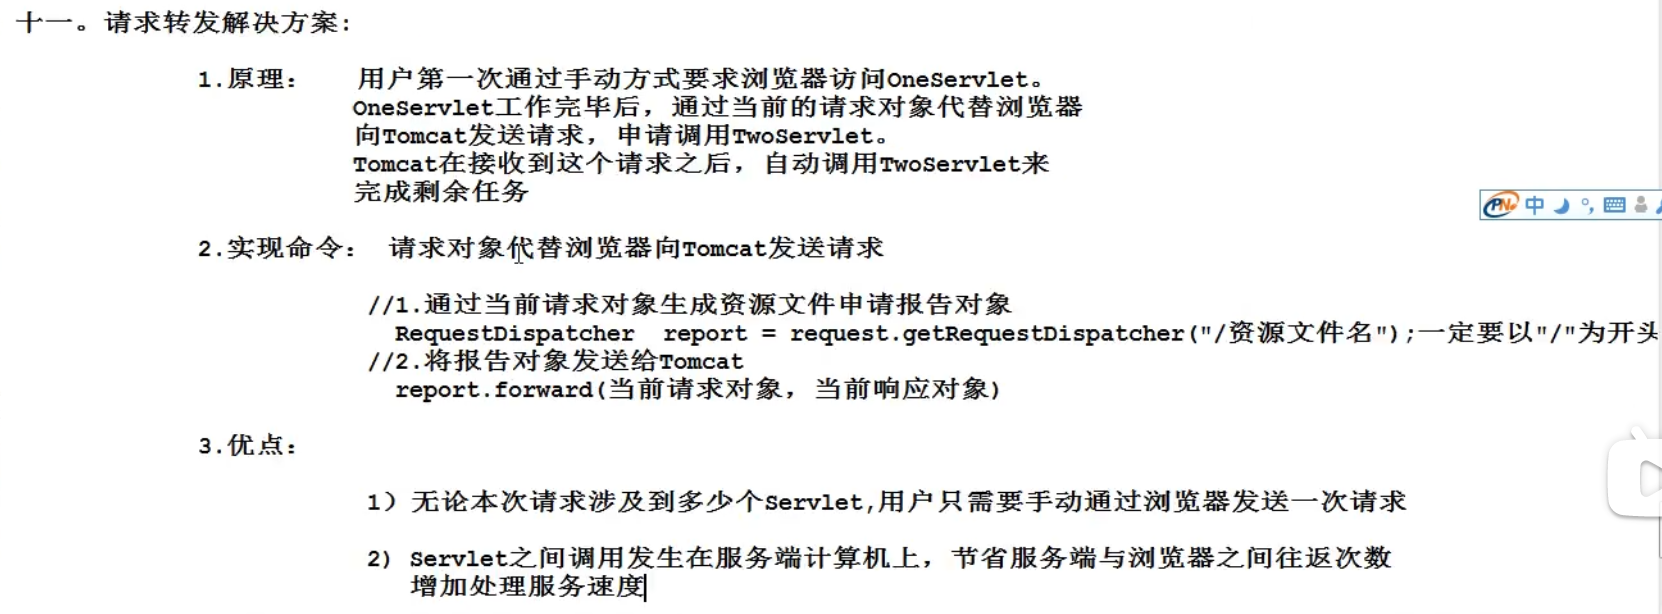 十一。请求转发解决方案:
1.原理: 用户第一次通过手动方式要求浏览器访问OneServlet。
OneServlet工作完毕后，通过当前的请求对象代替浏览器
向Tomcat发送请求，申请调用TwoServlet。
Tomcat在接收到这个请求之后，自动调用TwoServlet来
完成剩余任务
中
2.实现命令: 请求对象代替浏览器向Tomcat发送请求
//1.通过当前请求对象生成资源文件申请报告对象
RequestDispatcher report = request.getRequestDispatcher("/资源文件名");一定要以"/"为开头
//2.将报告对象发送给Tomcat
report.forward(当前请求对象，当前响应对象)
3.优点:
1）无论本次请求涉及到多少个Servlet,用户只需要手动通过浏览器发送一次请求
2) Servlet之间调用发生在服务端计算机上，节省服务端与浏览器之间往返次数
增加处理服务速度